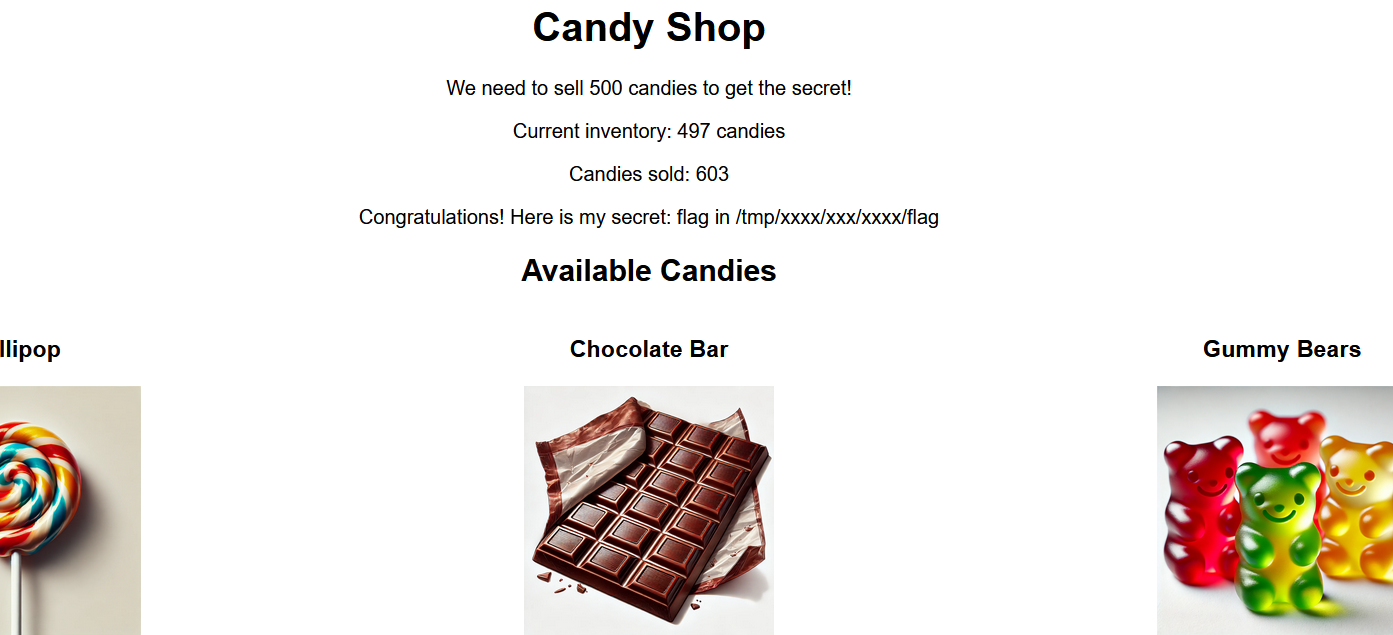 Candy Shop
We need to sell 500 candies to get the secret!
Current inventory: 497 candies
Candies sold: 603
Congratulations! Here is my secret: flag in /tmp/xxxx/xxx/xxxx/flag
Available Candies
llipop
Chocolate Bar
Gummy Bears